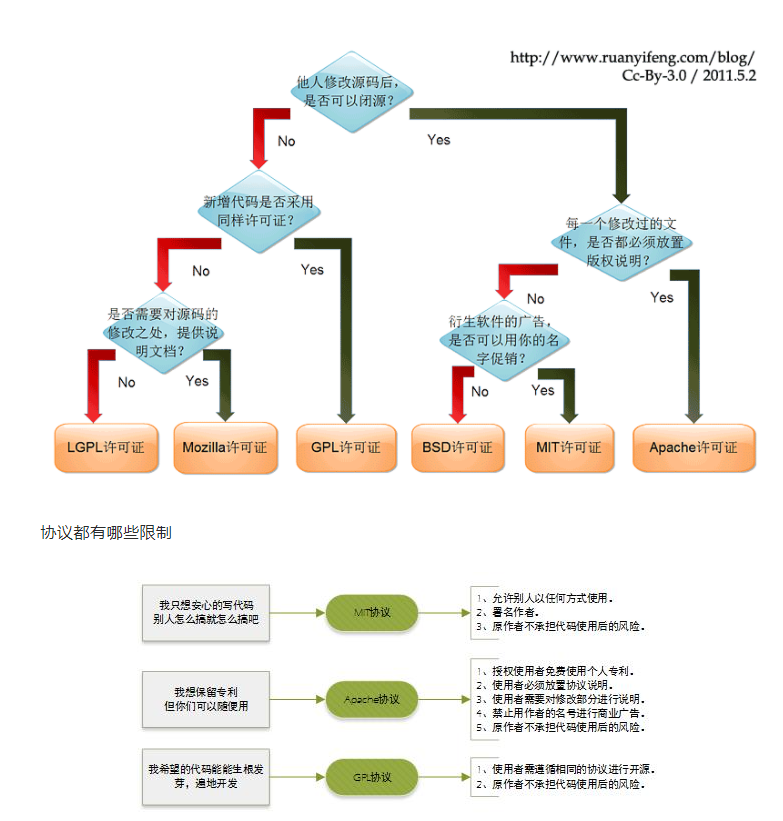 http://www.ruanyifeng.com/blog/
Cc-By-3.0 / 2011.5.2
他人修改源码后，
是否可以闭源？
No
Yes
新增代码是否采用
同样许可证？
No
Yes
每一个修改过的文
件，是否都必须放置
版权说明？
No
Yes
是否需要对源码的
修改之处，提供说
明文档？
No
Yes
衍生软件的广告，
是否可以用你的名
字促销？
No
Yes
LGPL许可证
Mozilla许可证
GPL许可证
BSD许可证
MIT许可证
Apache许可证
协议都有哪些限制
我只想安心的写代码
别人怎么搞就怎么搞吧
MIT协议
1、允许别人以任何方式使用。
2、署名作者。
3、原作者不承担代码使用后的风险。
我想保留专利
但你们可以随便用
Apache协议
1、授权使用者免费使用个人专利。
2、使用者必须放置协议说明。
3、使用者需要对修改部分进行说明。
4、禁止用作者的名号进行商业广告。
5、原作者不承担代码使用后的风险。
我希望的代码能能生根发
芽，遍地开发
GPL协议
1、使用者需遵循相同的协议进行开源。
2、原作者不承担代码使用后的风险。